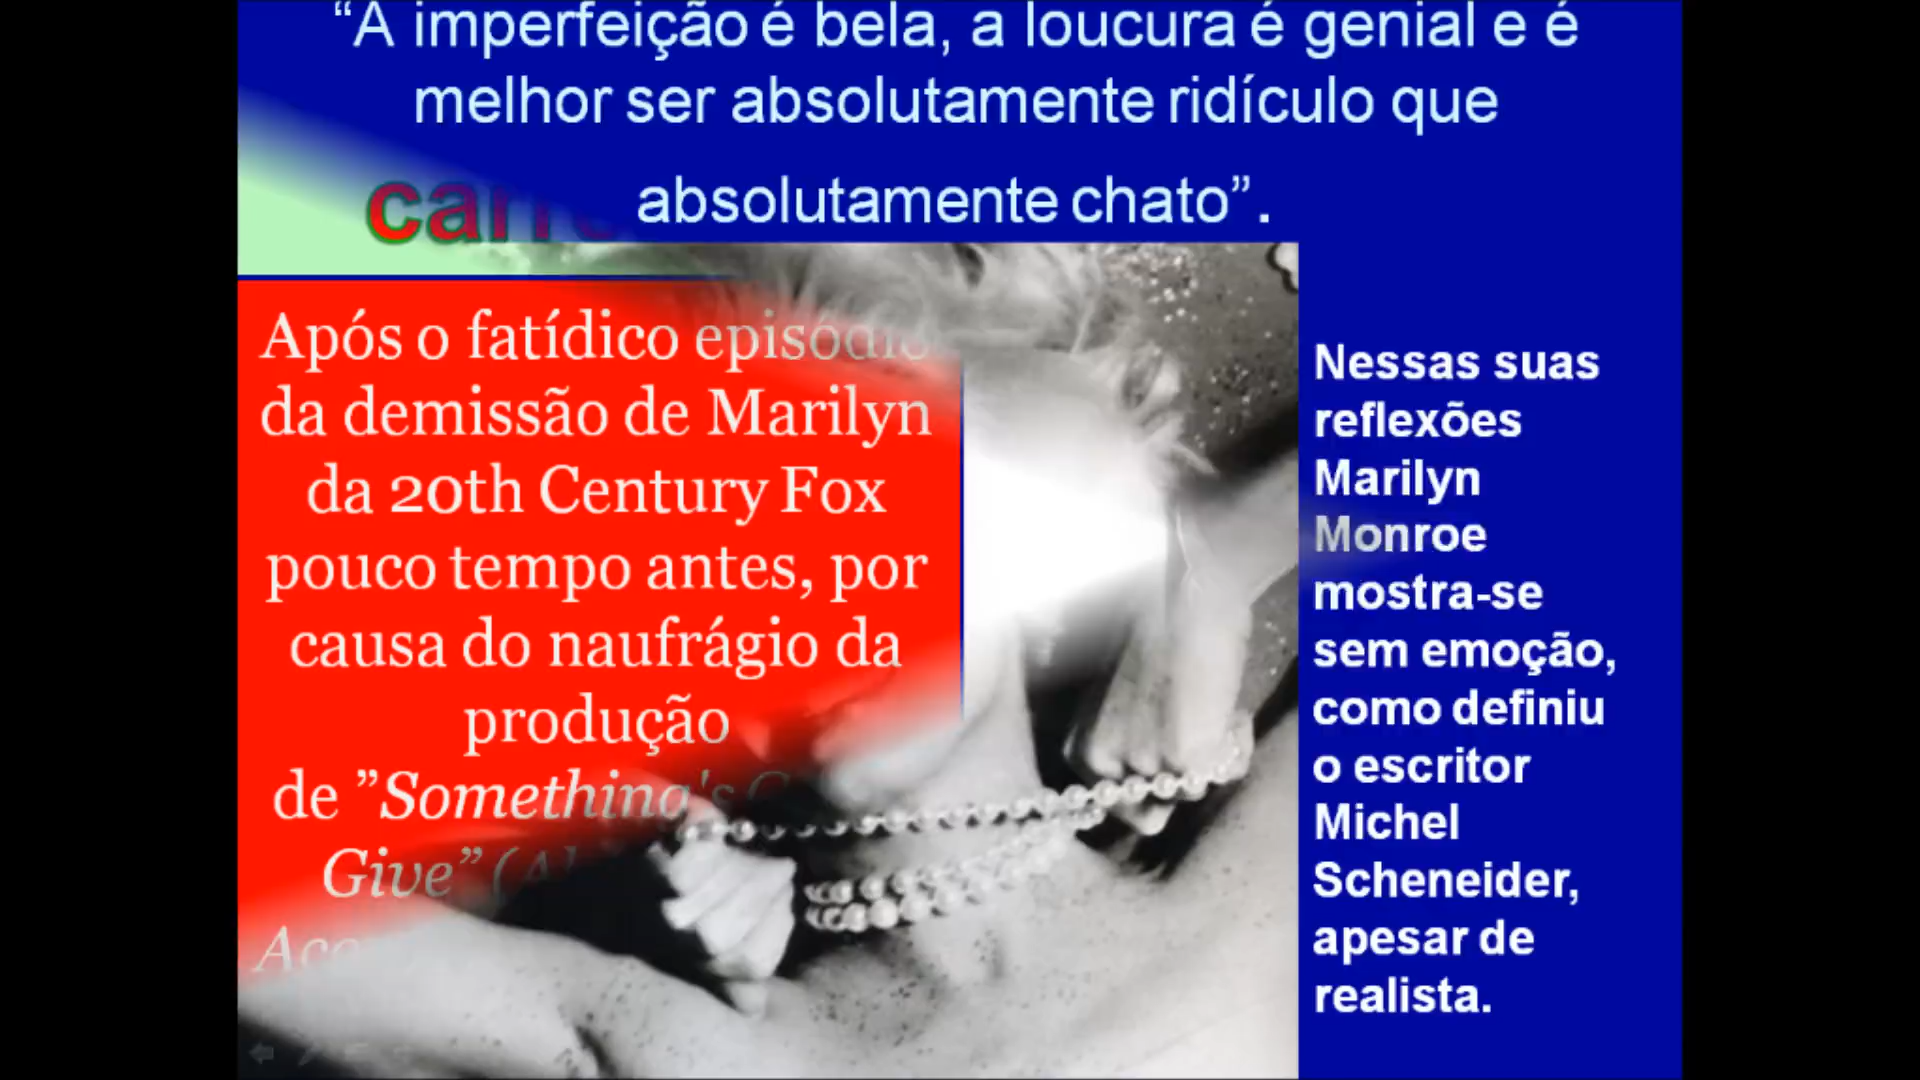 “A imperfeição é bela, a loucura é genial e é
melhor ser absolutamente ridículo que
absolutamente chato”.
Após o fatídico episódio
da demissão de Marilyn
da 20th Century Fox
pouco tempo antes, por
causa do naufrágio da
produção
de ”Something's
Give”
Nessas suas
reflexões
Marilyn
Monroe
mostra-se
sem emoção,
como definiu
o escritor
Michel
Scheneider,
apesar de
realista.